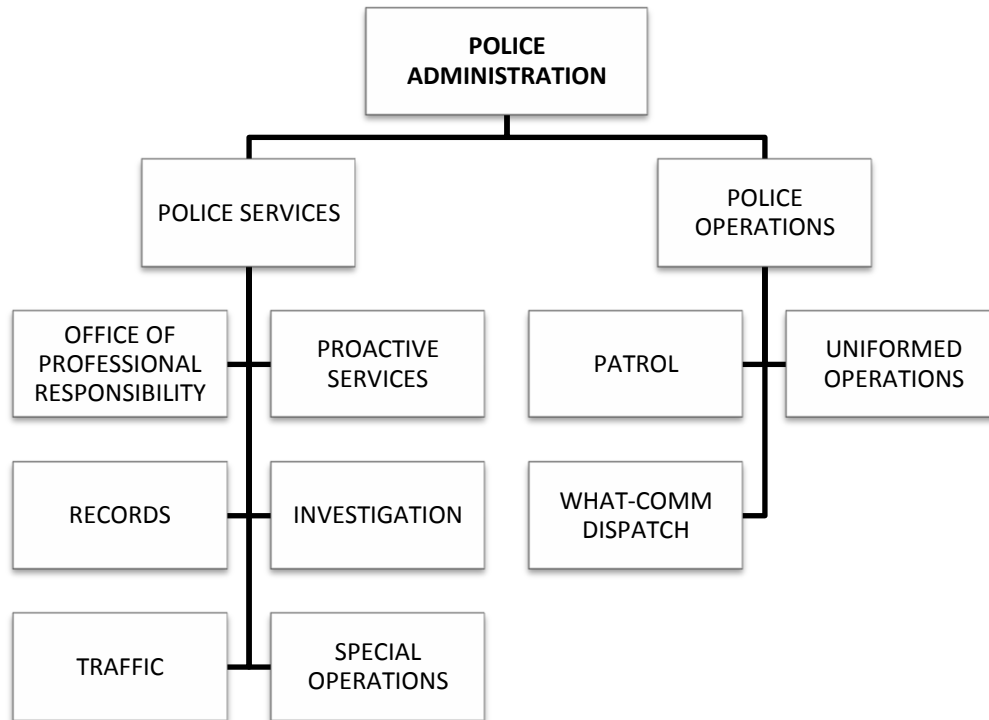 POLICE
ADMINISTRATION
POLICE SERVICES
POLICE
OPERATIONS
OFFICE OF
PROFESSIONAL
RESPONSIBILITY
PROACTIVE
SERVICES
PATROL
UNIFORMED
OPERATIONS
RECORDS
INVESTIGATION
WHAT-COMM
DISPATCH
TRAFFIC
SPECIAL
OPERATIONS